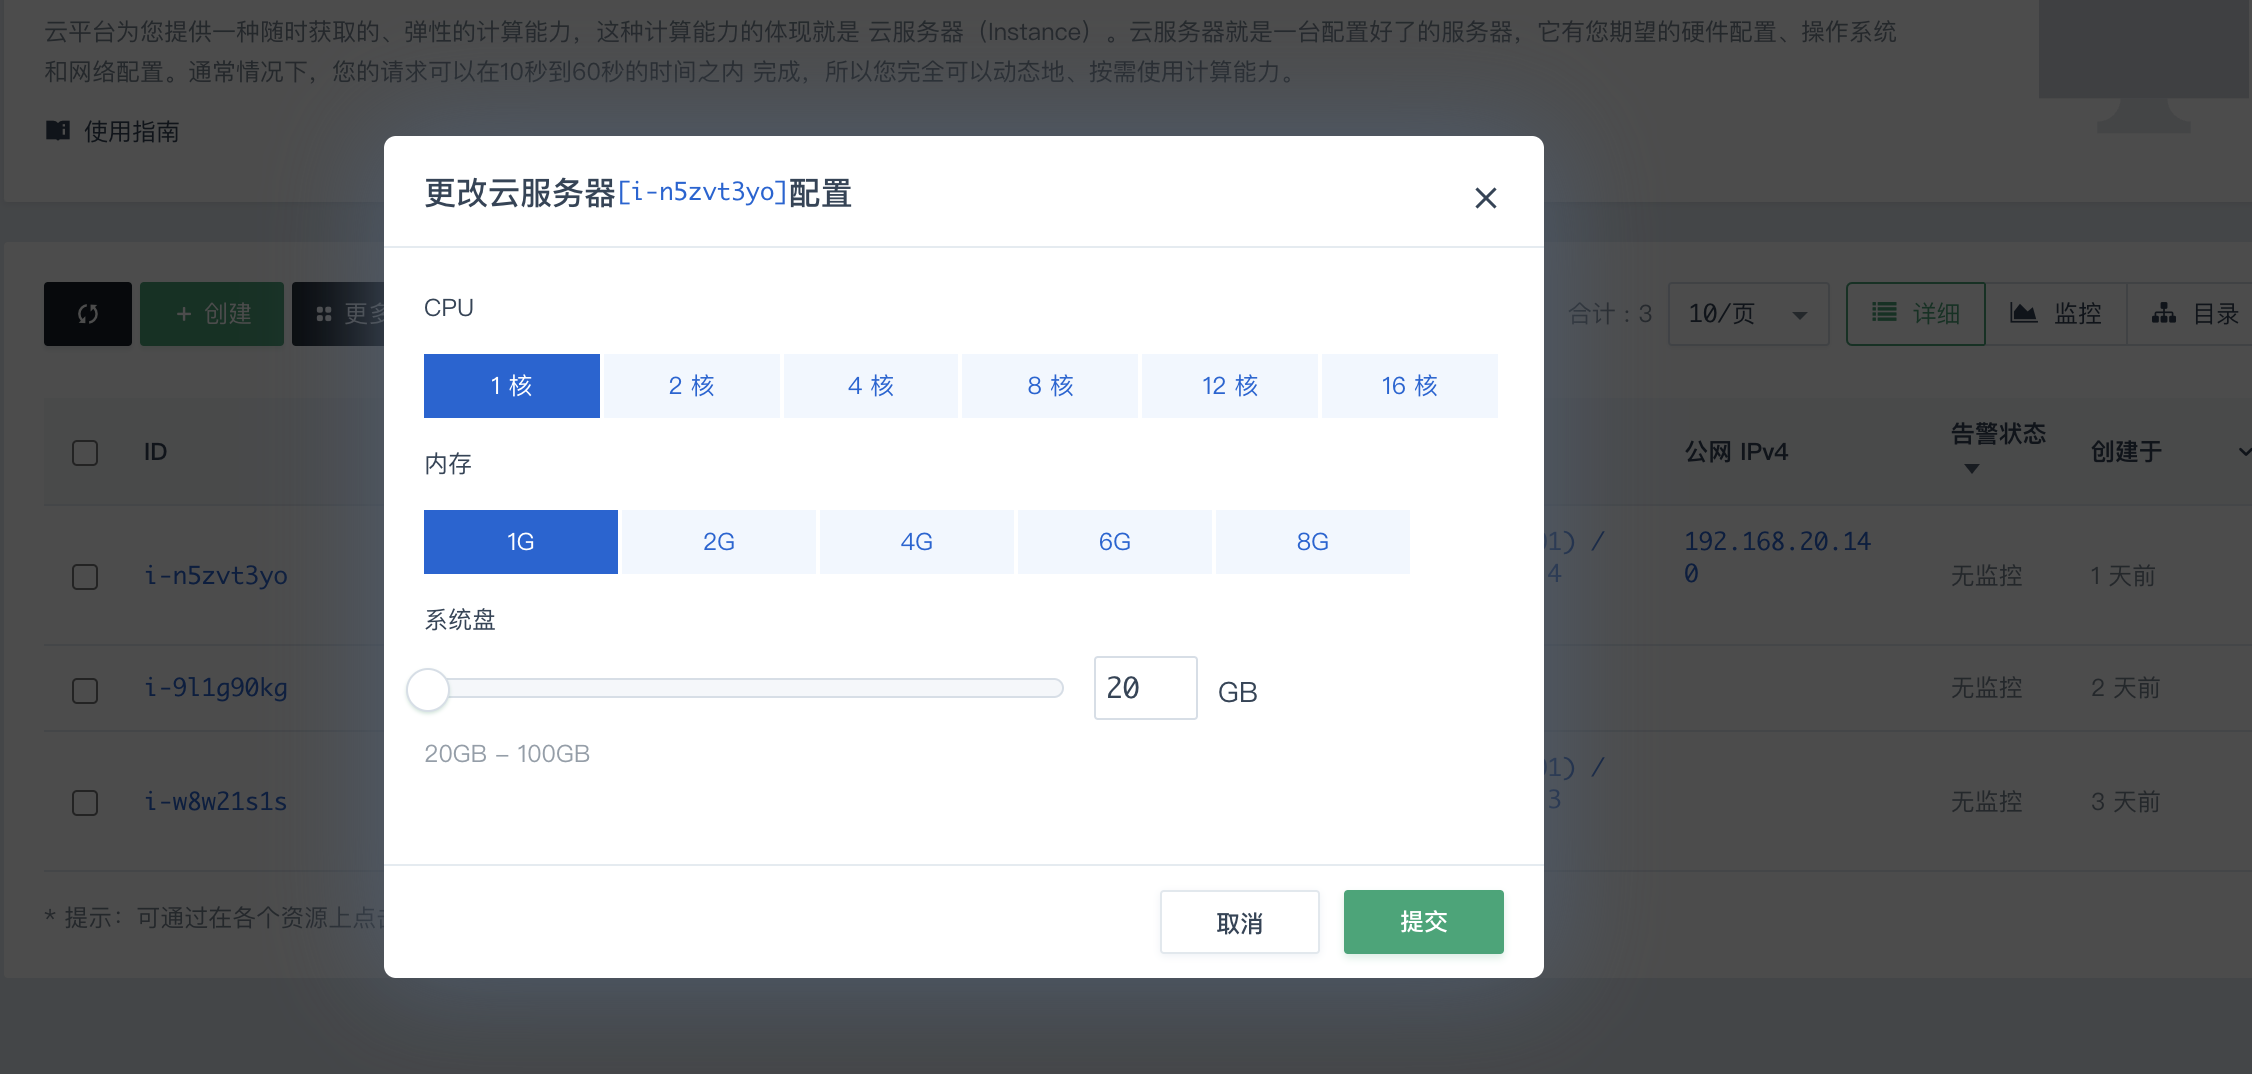 云平台为您提供一种随时获取的、弹性的计算能力，这种计算能力的体现就是 云服务器（Instance）。云服务器就是一台配置好了的服务器，它有您期望的硬件配置、操作系统
和网络配置。通常情况下，您的请求可以在10秒到60秒的时间之内 完成，所以您完全可以动态地、按需使用计算能力。
使用指南
更改云服务器[i-n5zvt3yo]配置
CPU
1 核 2 核 4 核 8 核 12 核 16 核
内存
1G 2G 4G 6G 8G
系统盘
20 GB
20GB - 100GB
取消 提交
+ 创建 更多
合计：3 10/页 详细 监控 目录
ID 公网 IPv4 告警状态 创建于
i-n5zvt3yo 1) / 192.168.20.14
4 0 无监控 1 天前
i-9l1g90kg 无监控 2 天前
i-w8w21s1s 1) /
3 无监控 3 天前
* 提示：可通过在各个资源上点